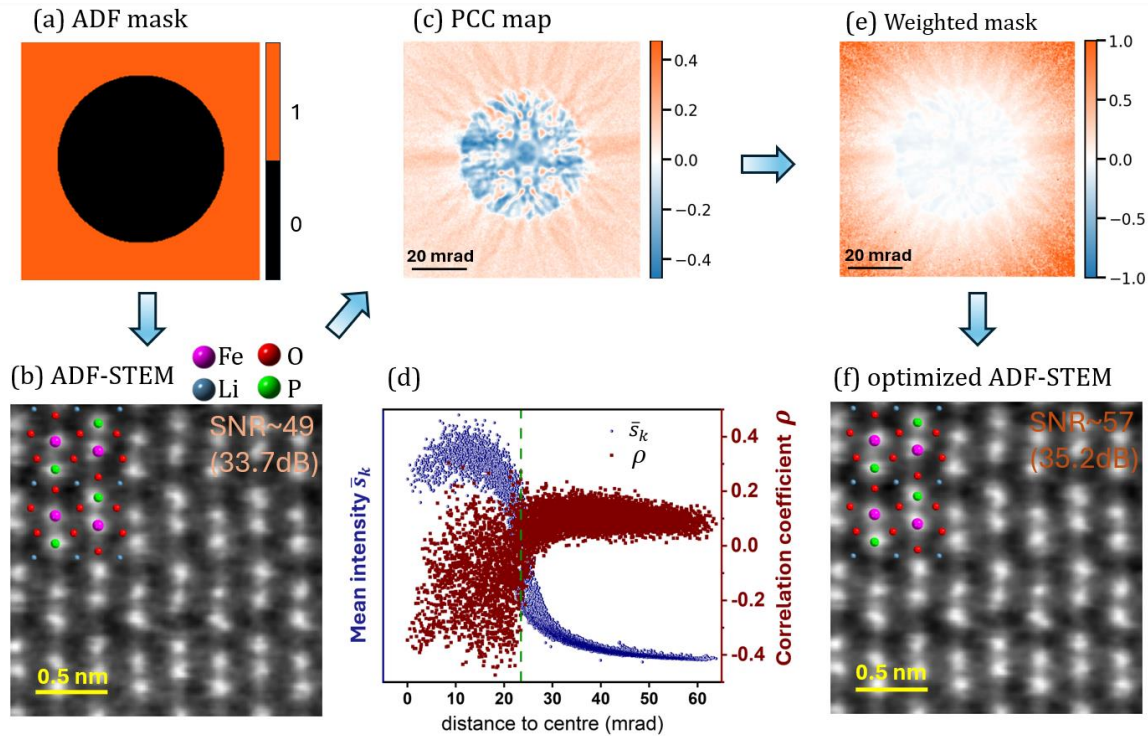 (a) ADF mask
1
0
(c) PCC map
0.4
0.2
0.0
−0.2
−0.4
20 mrad
(e) Weighted mask
1.0
0.5
0.0
−0.5
−1.0
20 mrad
Fe
O
Li
P
(b) ADF-STEM
SNR~49
(33.7dB)
0.5 nm
(d)
s̄ₖ
ρ
Mean intensity s̄ₖ
0.4
0.2
0.0
-0.2
-0.4
Correlation coefficient ρ
0 10 20 30 40 50 60
distance to centre (mrad)
(f) optimized ADF-STEM
SNR~57
(35.2dB)
0.5 nm